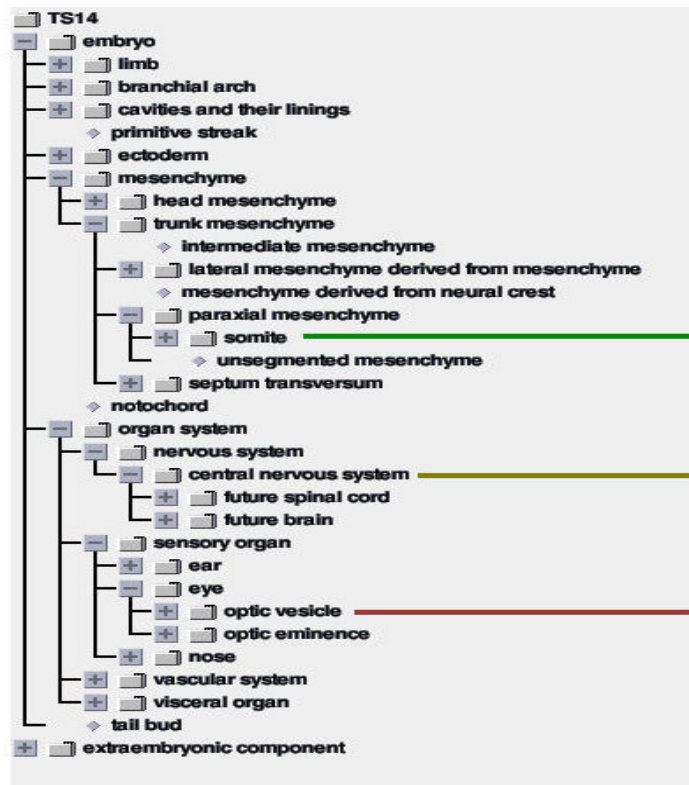 TS14
embryo
limb
branchial arch
cavities and their linings
primitive streak
ectoderm
mesenchyme
head mesenchyme
trunk mesenchyme
intermediate mesenchyme
lateral mesenchyme derived from mesenchyme
mesenchyme derived from neural crest
paraxial mesenchyme
somite
unsegmented mesenchyme
septum transversum
notochord
organ system
nervous system
central nervous system
future spinal cord
future brain
sensory organ
ear
eye
optic vesicle
optic eminence
nose
vascular system
visceral organ
tail bud
extraembryonic component